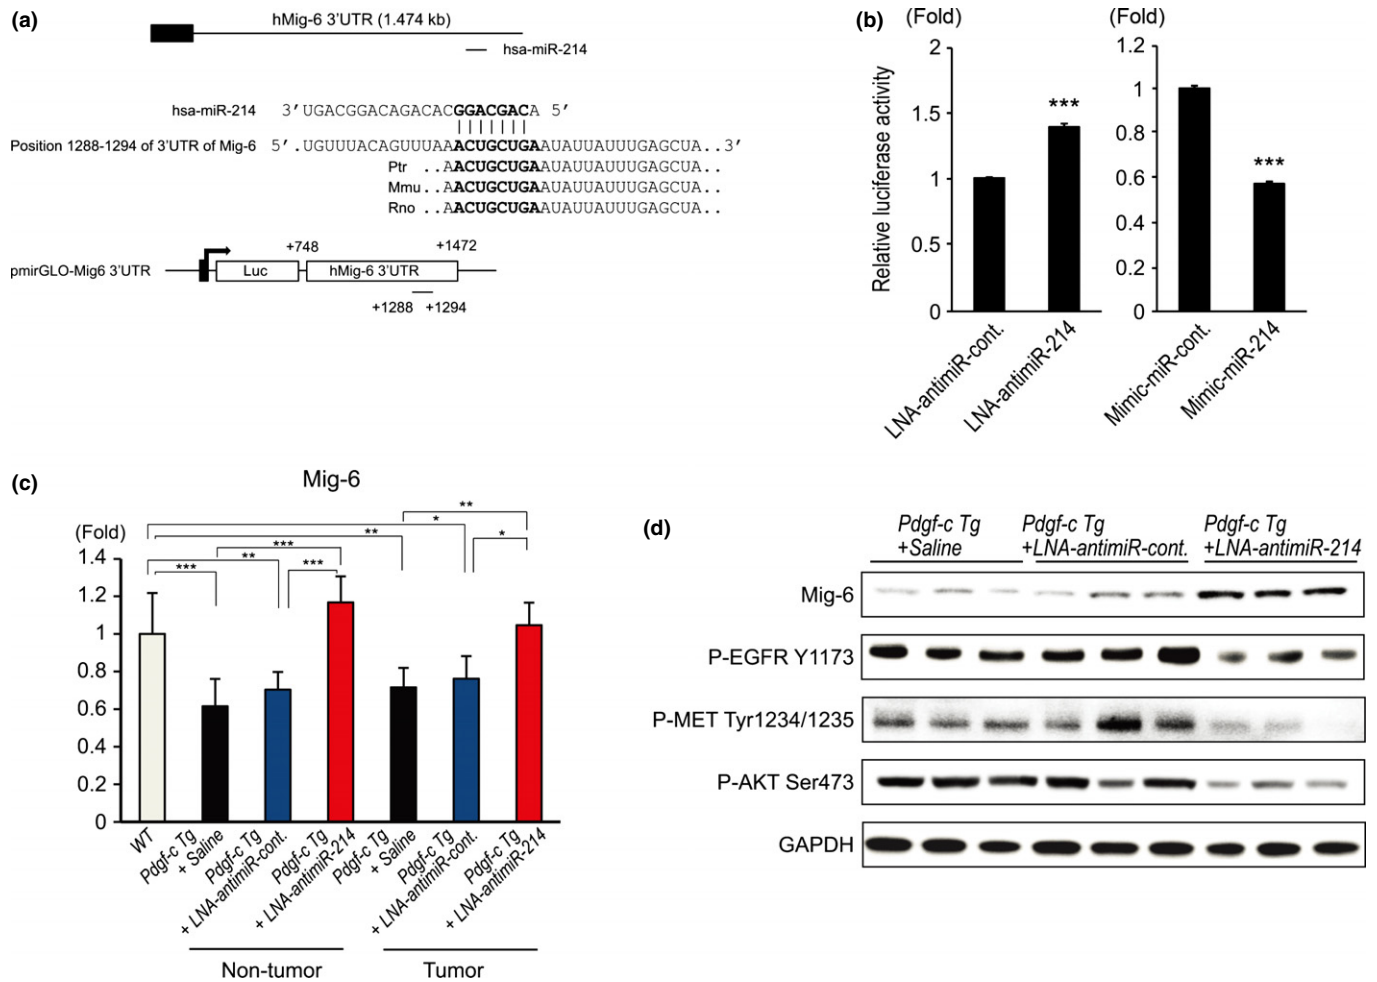 (a)
hMig-6 3'UTR (1.474 kb)
hsa-miR-214
hsa-miR-214 3'UGACGGACAGACACGGACGACA 5'
Position 1288-1294 of 3'UTR of Mig-6 5'.UGUUUACAGUUUAAACUGCUGAAUAUUAUUUGAGCUA..3'
Ptr ..AACUGCUGAAUAUUAUUUGAGCUA..
Mmu ..AACUGCUGAAUAUUAUUUGAGCUA..
Rno ..AACUGCUGAAUAUUAUUUGAGCUA..
+748 +1472
pmirGLO-Mig6 3'UTR Luc hMig-6 3'UTR
+1288 +1294
(b)
(Fold) (Fold)
Relative luciferase activity
2
1.5
1
0.5
0
***
LNA-antimiR-cont.
LNA-antimiR-214
1.2
1
0.8
0.6
0.4
0.2
0
***
Mimic-miR-cont.
Mimic-miR-214
(c)
Mig-6
(Fold)
**
*
**
*
***
**
***
***
1.4
1.2
1
0.8
0.6
0.4
0.2
0
WT
Pdgf-c Tg
+ Saline
Pdgf-c Tg
+ LNA-antimiR-cont.
Pdgf-c Tg
+ LNA-antimiR-214
Pdgf-c Tg
+ Saline
Pdgf-c Tg
+ LNA-antimiR-cont.
Pdgf-c Tg
+ LNA-antimiR-214
Non-tumor
Tumor
(d)
Pdgf-c Tg
+Saline
Pdgf-c Tg
+LNA-antimiR-cont.
Pdgf-c Tg
+LNA-antimiR-214
Mig-6
P-EGFR Y1173
P-MET Tyr1234/1235
P-AKT Ser473
GAPDH